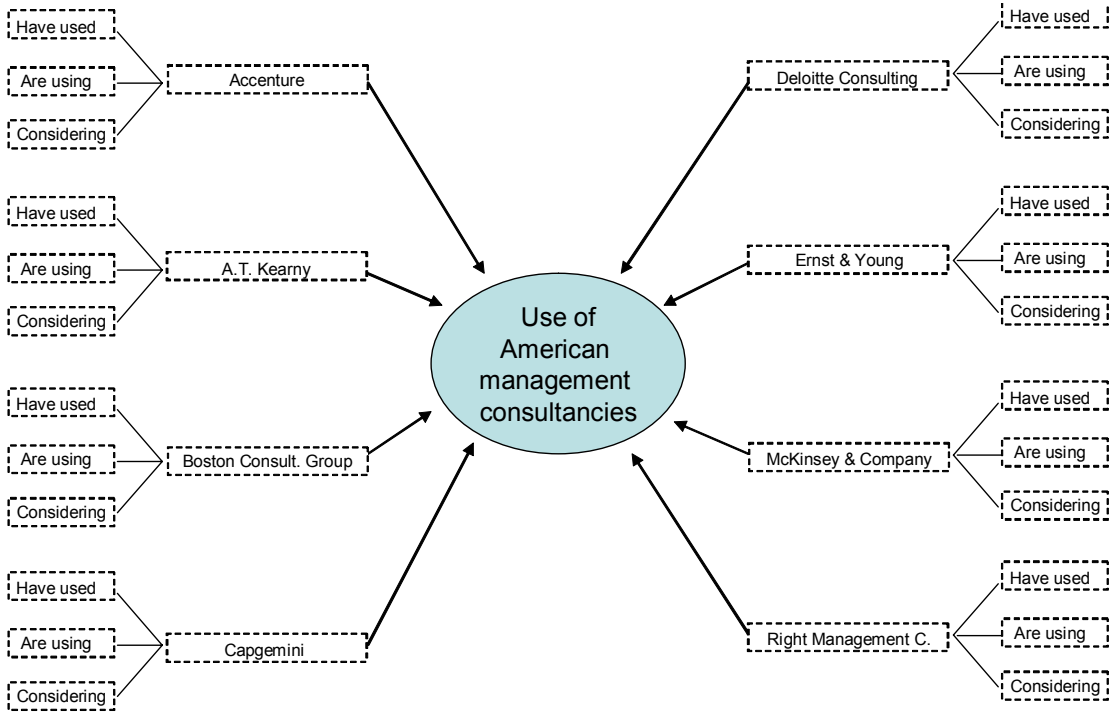 Have used
Are using
Considering
Accenture
Have used
Are using
Considering
A.T. Kearny
Have used
Are using
Considering
Boston Consult. Group
Have used
Are using
Considering
Capgemini
Use of
American
management
consultancies
Deloitte Consulting
Have used
Are using
Considering
Ernst & Young
Have used
Are using
Considering
McKinsey & Company
Have used
Are using
Considering
Right Management C.
Have used
Are using
Considering